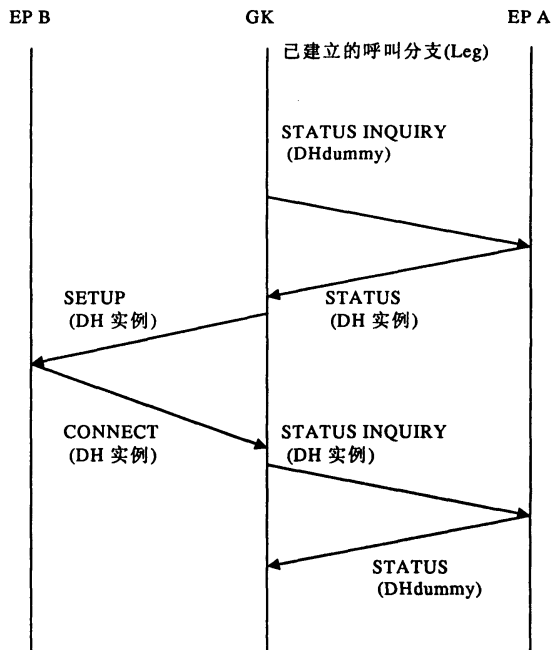 EP B
GK
EP A
已建立的呼叫分支(Leg)
STATUS INQUIRY
(DHdummy)
SETUP
(DH 实例)
STATUS
(DH 实例)
CONNECT
(DH 实例)
STATUS INQUIRY
(DH 实例)
STATUS
(DHdummy)